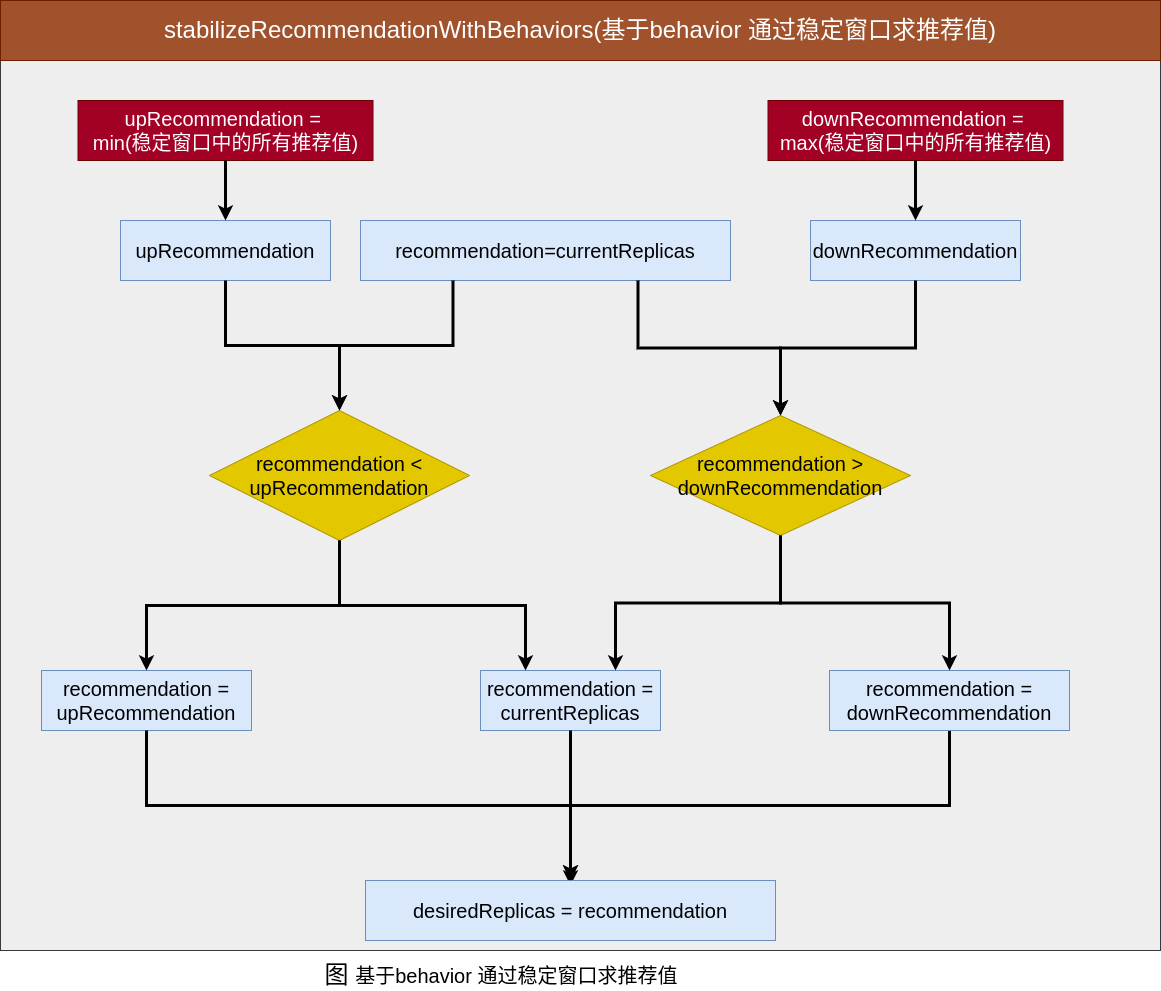 stabilizeRecommendationWithBehaviors(基于behavior 通过稳定窗口求推荐值)
upRecommendation =
min(稳定窗口中的所有推荐值)
downRecommendation =
max(稳定窗口中的所有推荐值)
upRecommendation
recommendation=currentReplicas
downRecommendation
recommendation <
upRecommendation
recommendation >
downRecommendation
recommendation =
upRecommendation
recommendation =
currentReplicas
recommendation =
downRecommendation
desiredReplicas = recommendation
图 基于behavior 通过稳定窗口求推荐值